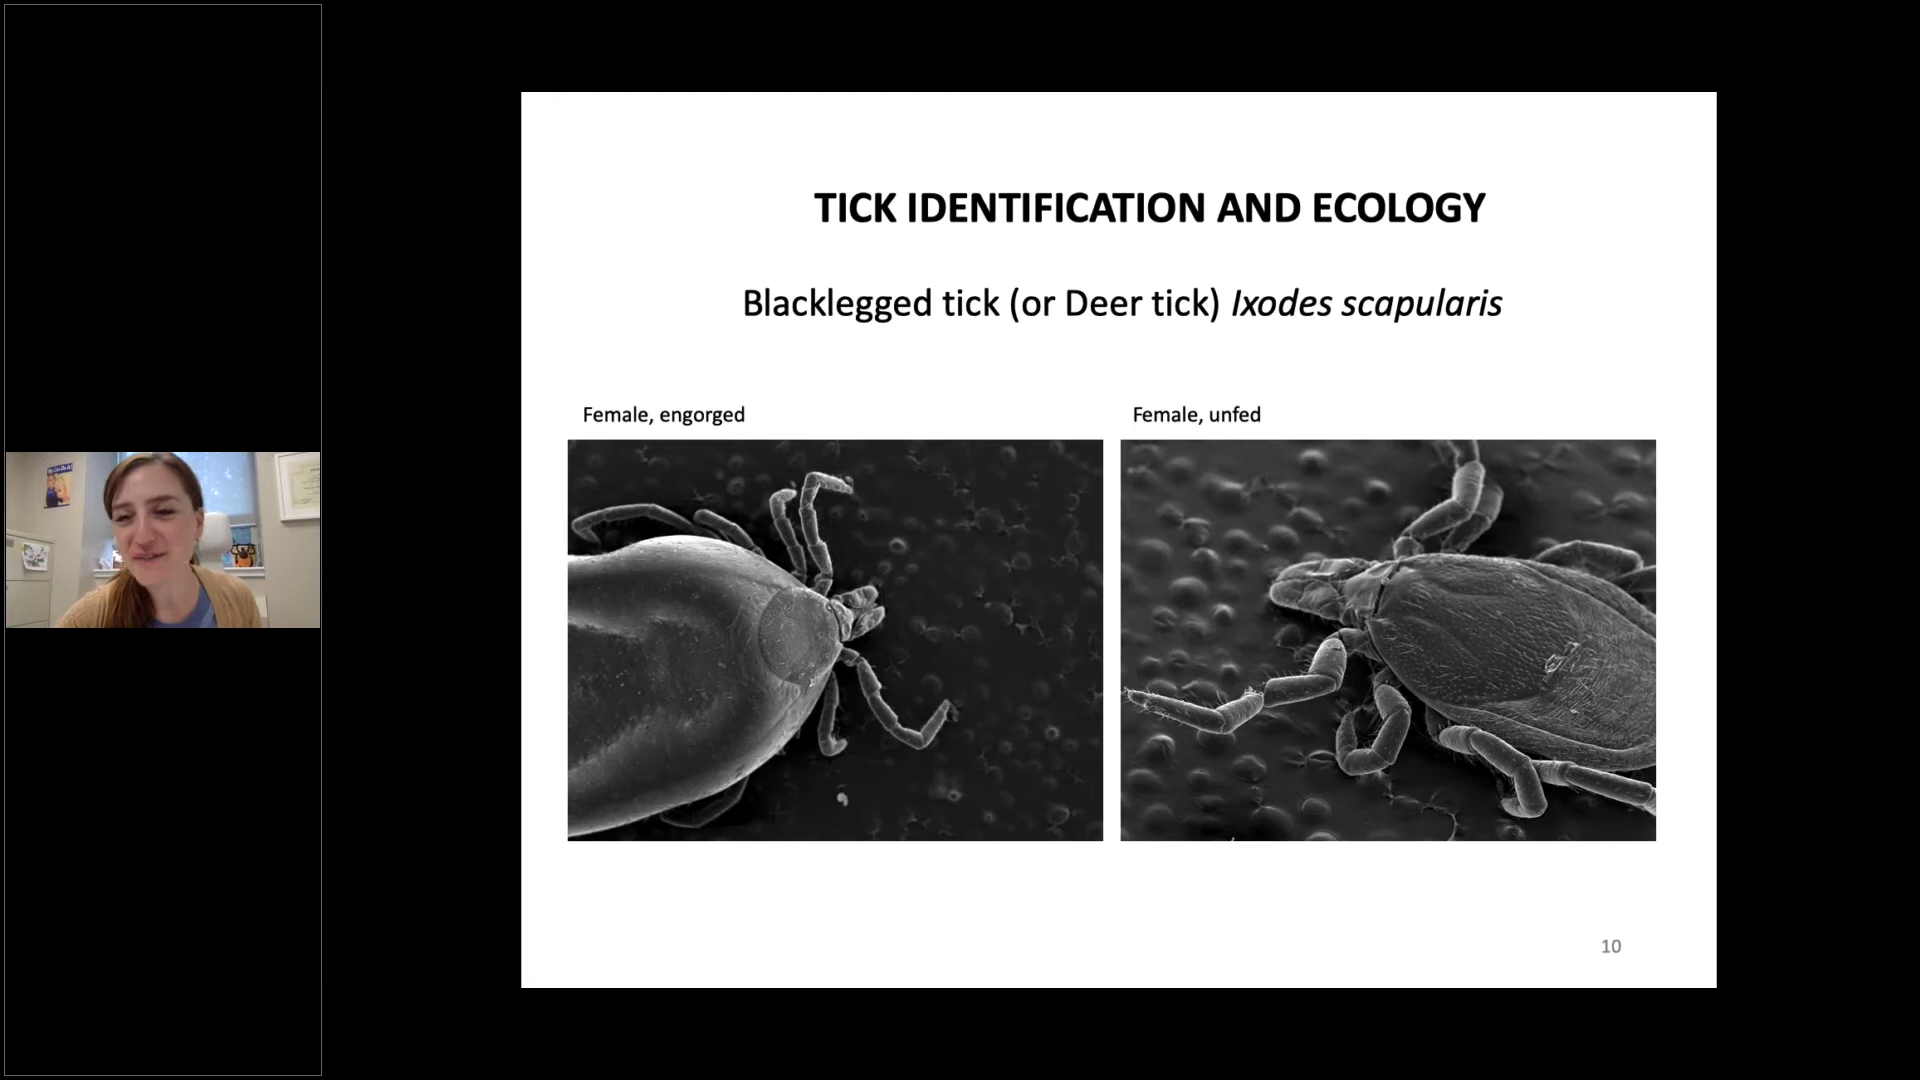 TICK IDENTIFICATION AND ECOLOGY
Blacklegged tick (or Deer tick) Ixodes scapularis
Female, engorged
Female, unfed
10